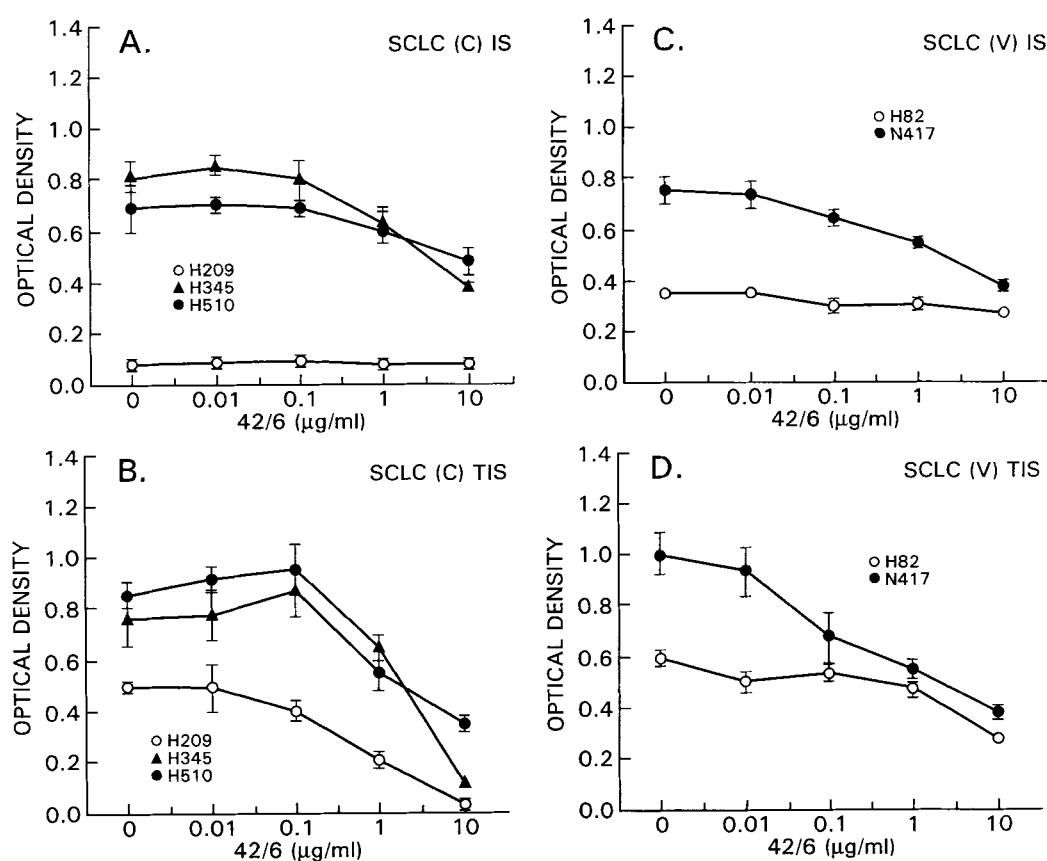 A.
SCLC (C) IS
OPTICAL DENSITY
1.4
1.2
1.0
0.8
0.6
0.4
0.2
0.0
H209
H345
H510
0 0.01 0.1 1 10
42/6 (μg/ml)
C.
SCLC (V) IS
OPTICAL DENSITY
1.4
1.2
1.0
0.8
0.6
0.4
0.2
0.0
H82
N417
0 0.01 0.1 1 10
42/6 (μg/ml)
B.
SCLC (C) TIS
OPTICAL DENSITY
1.4
1.2
1.0
0.8
0.6
0.4
0.2
0.0
H209
H345
H510
0 0.01 0.1 1 10
42/6 (μg/ml)
D.
SCLC (V) TIS
OPTICAL DENSITY
1.4
1.2
1.0
0.8
0.6
0.4
0.2
0.0
H82
N417
0 0.01 0.1 1 10
42/6 (μg/ml)